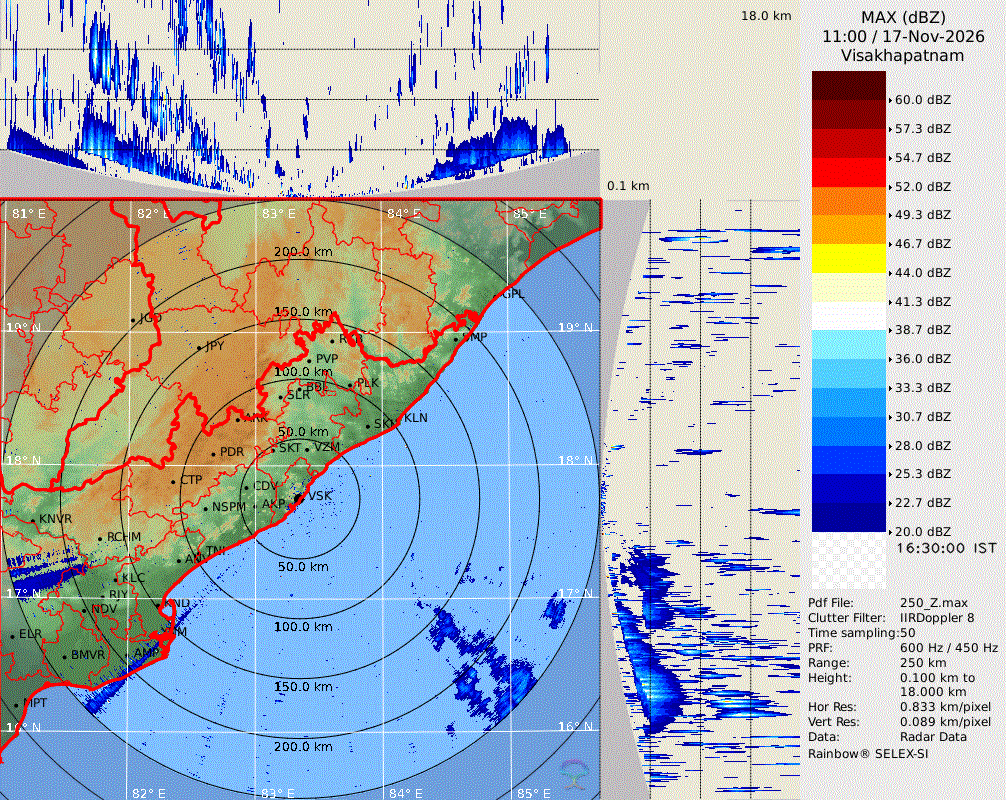 18.0 km
MAX (dBZ)
11:00 / 17-Nov-2026
Visakhapatnam
60.0 dBZ
57.3 dBZ
54.7 dBZ
52.0 dBZ
49.3 dBZ
46.7 dBZ
44.0 dBZ
41.3 dBZ
38.7 dBZ
36.0 dBZ
33.3 dBZ
30.7 dBZ
28.0 dBZ
25.3 dBZ
22.7 dBZ
20.0 dBZ
16:30:00 IST
Pdf File: 250_Z.max
Clutter Filter: IIRDoppler 8
Time sampling:50
PRF: 600 Hz / 450 Hz
Range: 250 km
Height: 0.100 km to
18.000 km
Hor Res: 0.833 km/pixel
Vert Res: 0.089 km/pixel
Data: Radar Data
Rainbow® SELEX-SI
0.1 km
81° E 82° E 83° E 84° E 85° E
200.0 km
GPL
150.0 km
JGD
19° N 19° N
JPY
SMP
PVP
100.0 km
PLK
BBL
SLR
KLN
50.0 km
SKT VZM
PDR
18° N 18° N
CTP
CDV
VSK
NSPM AKP
KNVR
RCHM
TNI
50.0 km
KLC
RJY
17° N 17° N
KND
NDV
100.0 km
ELR
BMVR
AMP
150.0 km
MPT
16° N 16° N
200.0 km
82° E 83° E 84° E 85° E